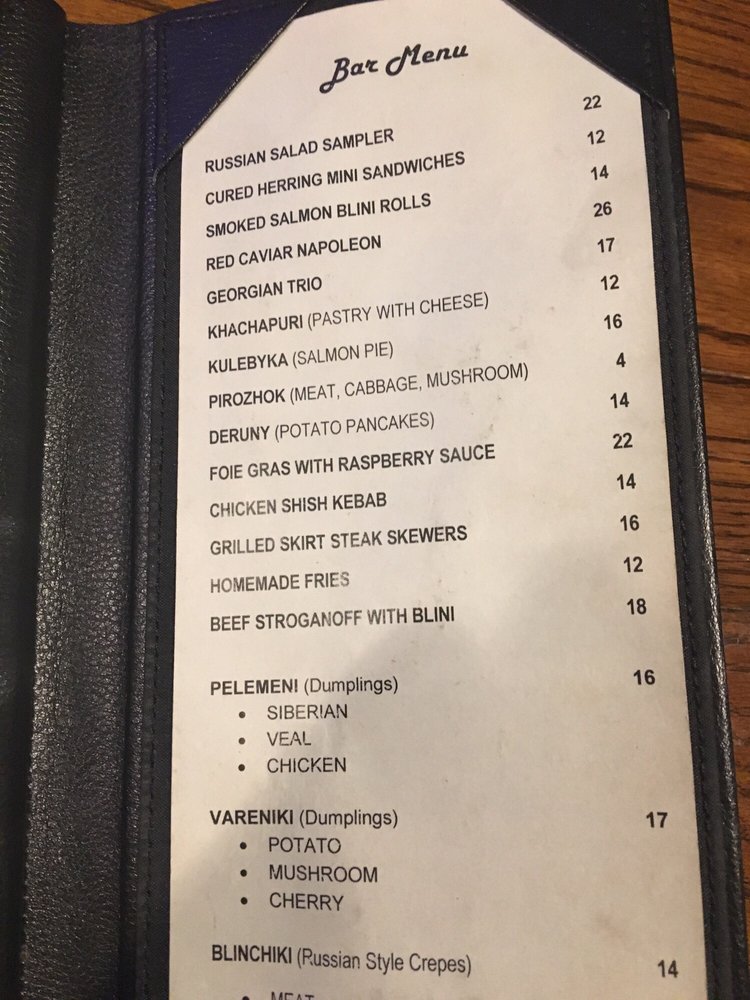 Bar Menu
RUSSIAN SALAD SAMPLER 22
CURED HERRING MINI SANDWICHES 12
SMOKED SALMON BLINI ROLLS 14
RED CAVIAR NAPOLEON 26
GEORGIAN TRIO 17
KHACHAPURI (PASTRY WITH CHEESE) 12
KULEBYKA (SALMON PIE) 16
PIROZHOK (MEAT, CABBAGE, MUSHROOM) 4
DERUNY (POTATO PANCAKES) 14
FOIE GRAS WITH RASPBERRY SAUCE 22
CHICKEN SHISH KEBAB 14
GRILLED SKIRT STEAK SKEWERS 16
HOMEMADE FRIES 12
BEEF STROGANOFF WITH BLINI 18
PELEMENI (Dumplings) 16
• SIBERIAN
• VEAL
• CHICKEN
VARENIKI (Dumplings) 17
• POTATO
• MUSHROOM
• CHERRY
BLINCHIKI (Russian Style Crepes) 14
• MEAT